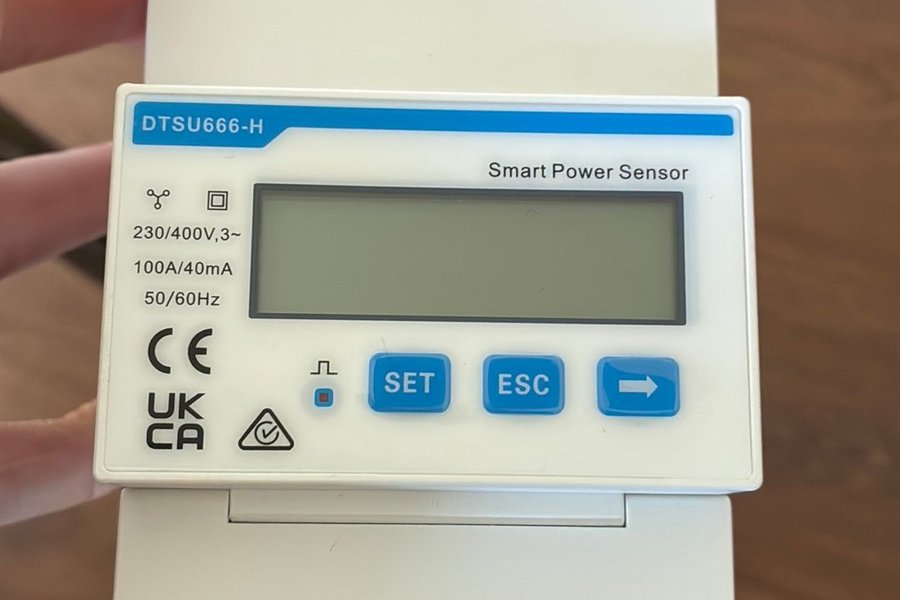 DTSU666-H
Smart Power Sensor
230/400V,3~
100A/40mA
50/60Hz
CE
UK
CA
SET
ESC